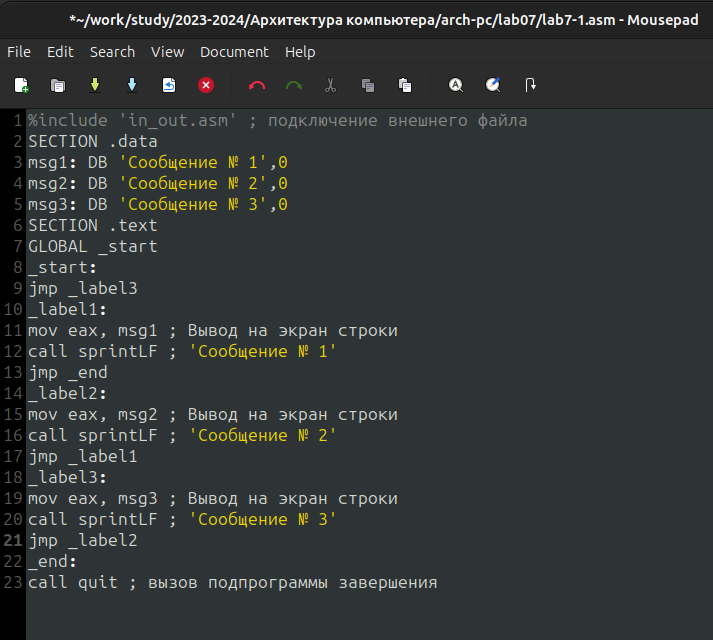 *~/work/study/2023-2024/Архитектура компьютера/arch-pc/lab07/lab7-1.asm - Mousepad
File Edit Search View Document Help
1 %include 'in_out.asm' ; подключение внешнего файла
2 SECTION .data
3 msg1: DB 'Сообщение № 1',0
4 msg2: DB 'Сообщение № 2',0
5 msg3: DB 'Сообщение № 3',0
6 SECTION .text
7 GLOBAL _start
8 _start:
9 jmp _label3
10 _label1:
11 mov eax, msg1 ; Вывод на экран строки
12 call sprintLF ; 'Сообщение № 1'
13 jmp _end
14 _label2:
15 mov eax, msg2 ; Вывод на экран строки
16 call sprintLF ; 'Сообщение № 2'
17 jmp _label1
18 _label3:
19 mov eax, msg3 ; Вывод на экран строки
20 call sprintLF ; 'Сообщение № 3'
21 jmp _label2
22 _end:
23 call quit ; вызов подпрограммы завершения